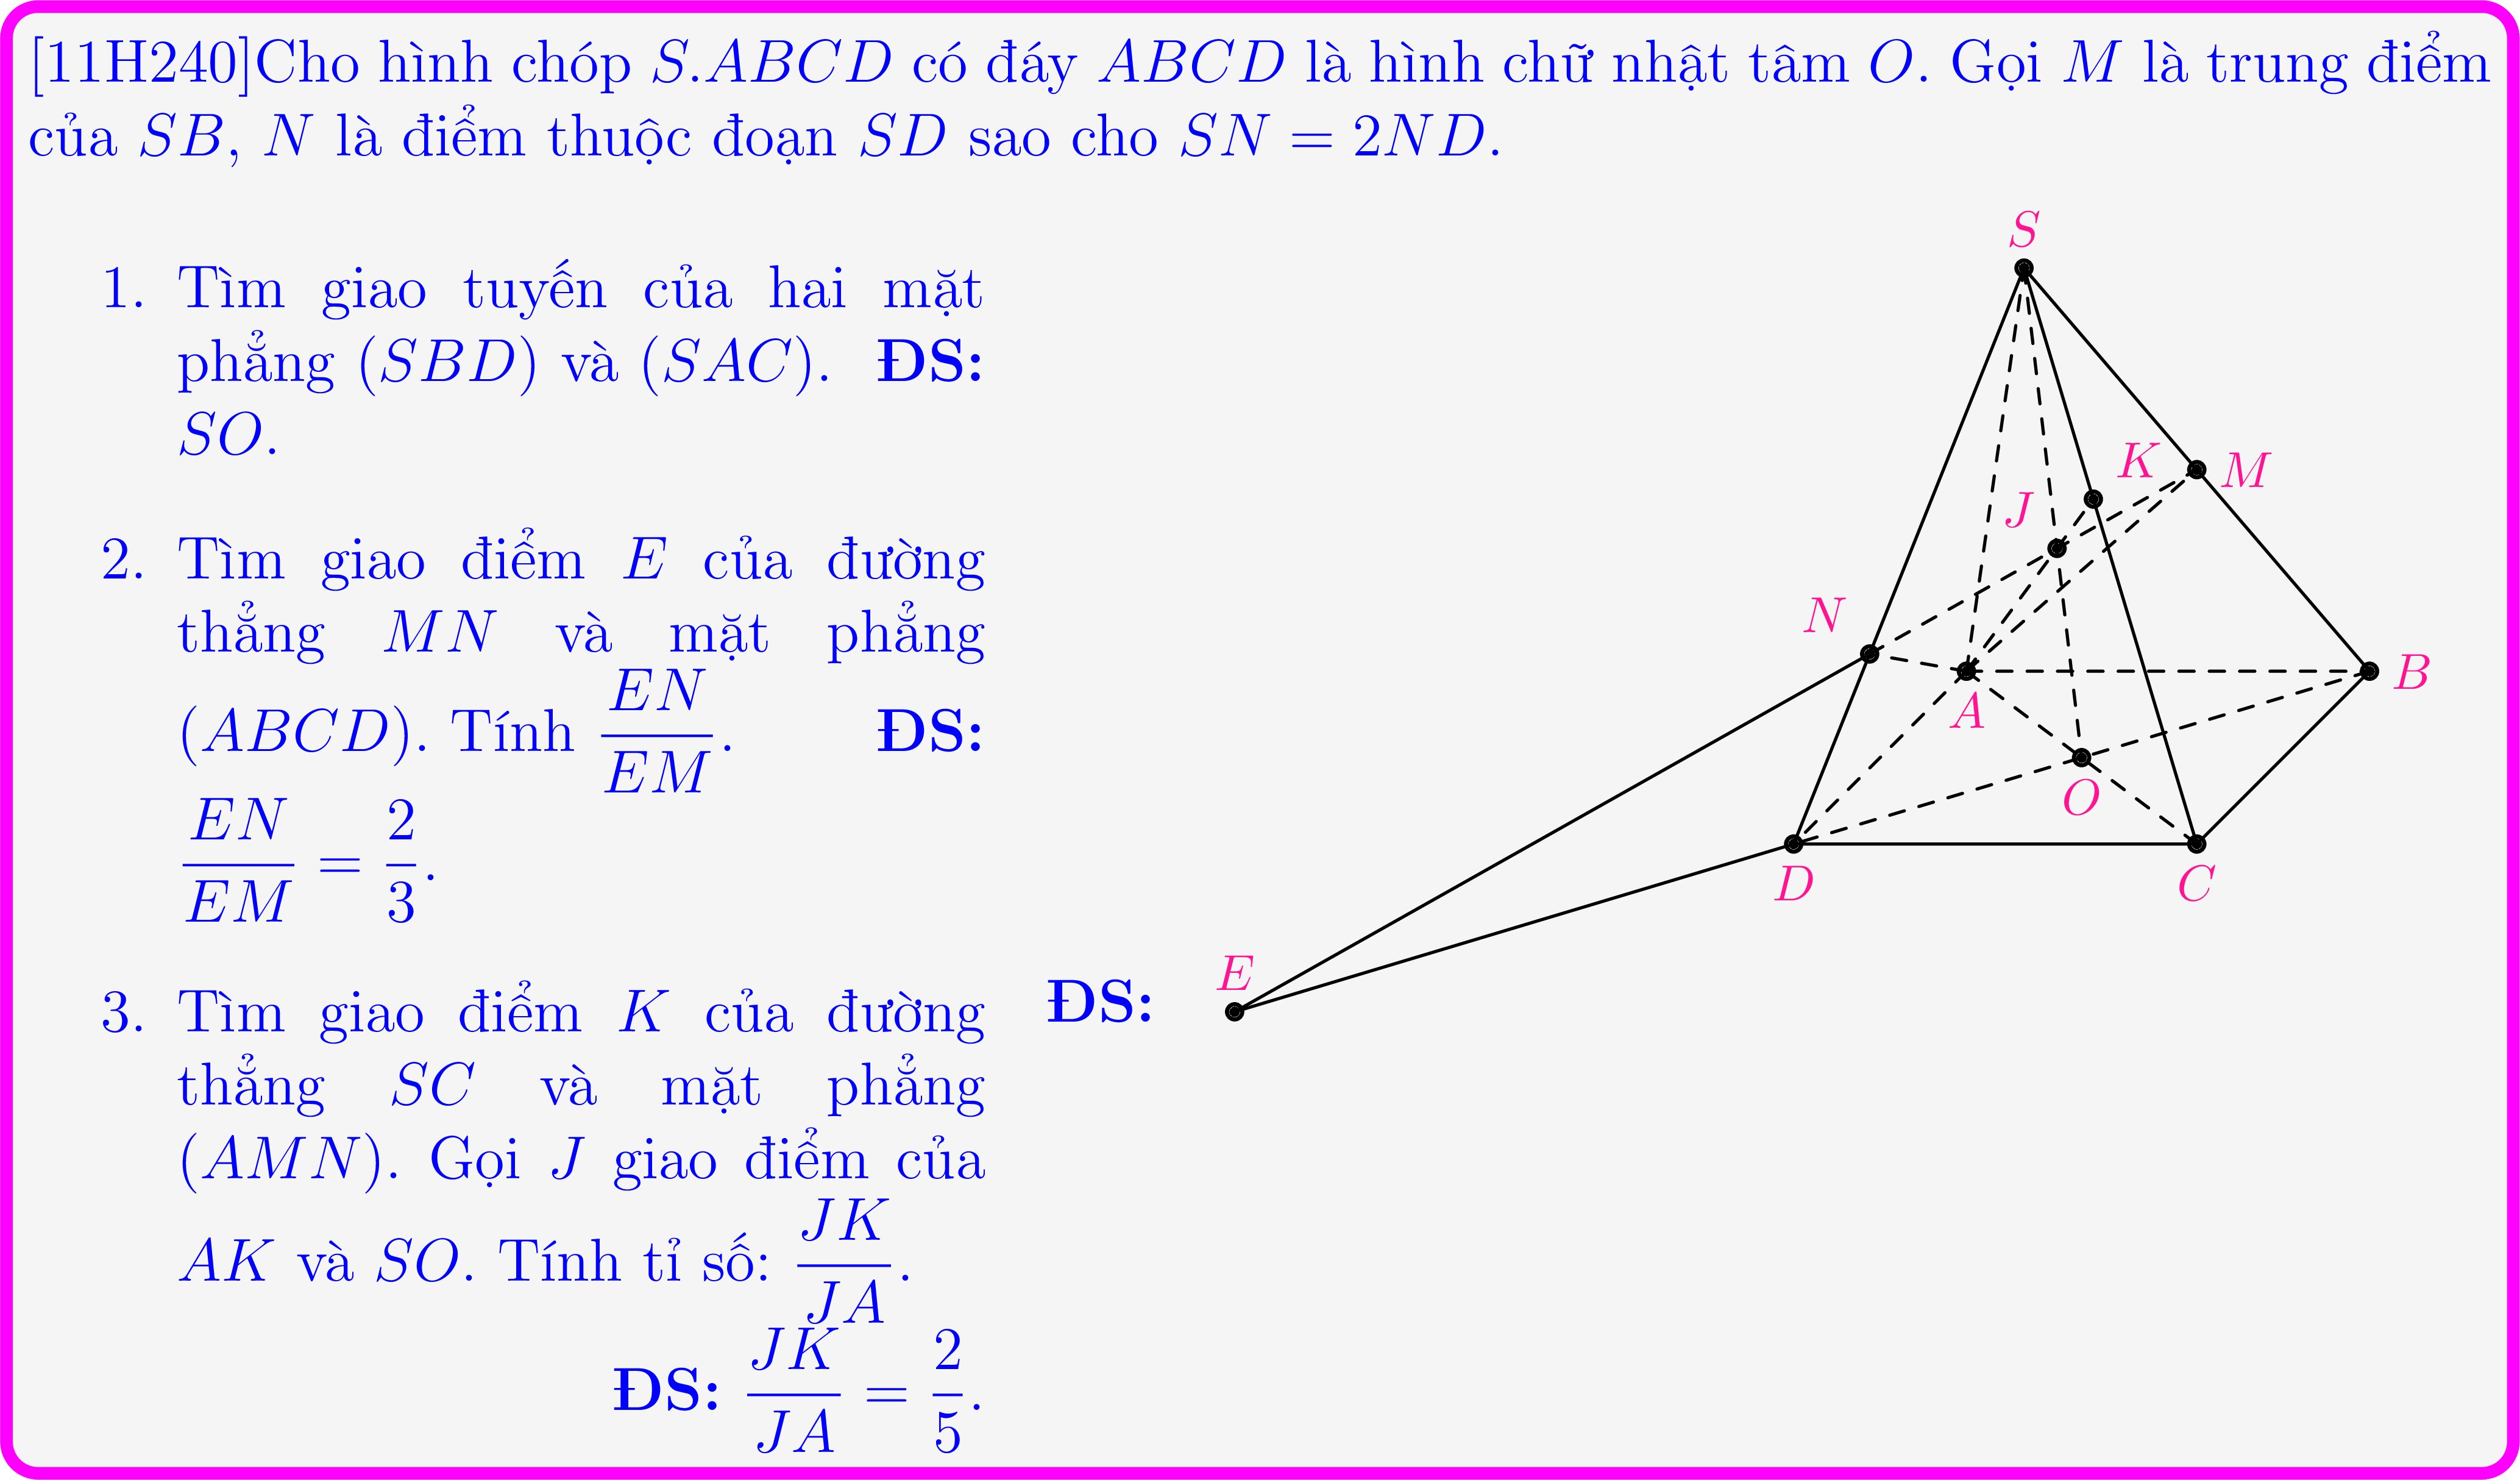 [11H240]Cho hình chóp S.ABCD có đáy ABCD là hình chữ nhật tâm O. Gọi M là trung điểm
của SB, N là điểm thuộc đoạn SD sao cho SN = 2ND.
1. Tìm giao tuyến của hai mặt
phẳng (SBD) và (SAC). ĐS:
SO.
2. Tìm giao điểm E của đường
thẳng MN và mặt phẳng
(ABCD). Tính \frac{EN}{EM}. ĐS:
\frac{EN}{EM} = \frac{2}{3}.
3. Tìm giao điểm K của đường
thẳng SC và mặt phẳng
(AMN). Gọi J giao điểm của
AK và SO. Tính tỉ số: \frac{JK}{JA}.
ĐS: \frac{JK}{JA} = \frac{2}{5}.
ĐS:
S
K
M
J
N
B
A
O
D
C
E